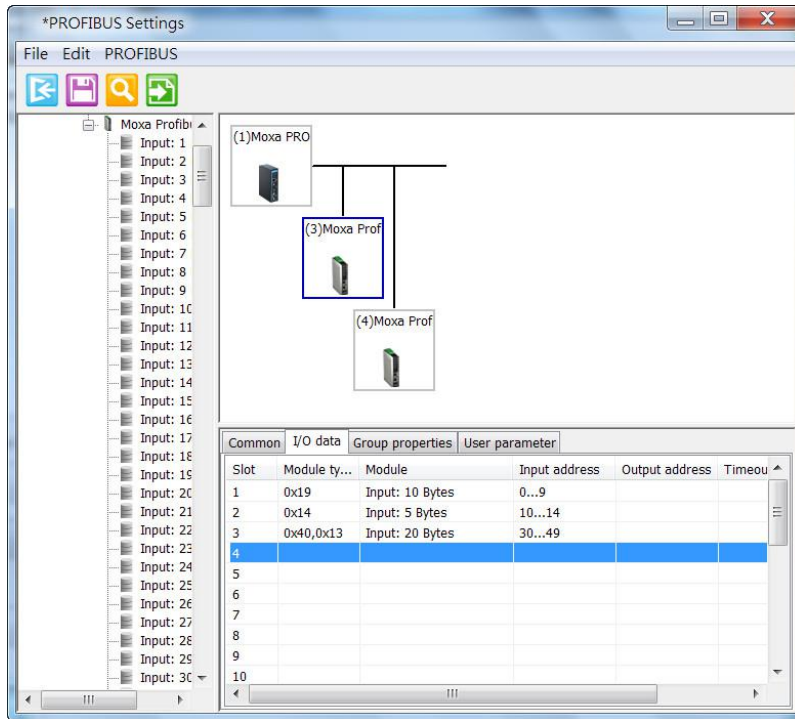 *PROFIBUS Settings
File Edit PROFIBUS
Moxa Profibu
Input: 1
Input: 2
Input: 3
Input: 4
Input: 5
Input: 6
Input: 7
Input: 8
Input: 9
Input: 10
Input: 11
Input: 12
Input: 13
Input: 14
Input: 15
Input: 16
Input: 17
Input: 18
Input: 19
Input: 20
Input: 21
Input: 22
Input: 23
Input: 24
Input: 25
Input: 26
Input: 27
Input: 28
Input: 29
Input: 30
(1)Moxa PRO
(3)Moxa Prof
(4)Moxa Prof
Common I/O data Group properties User parameter
Slot Module ty... Module Input address Output address Timeou
1 0x19 Input: 10 Bytes 0...9
2 0x14 Input: 5 Bytes 10...14
3 0x40,0x13 Input: 20 Bytes 30...49
4
5
6
7
8
9
10